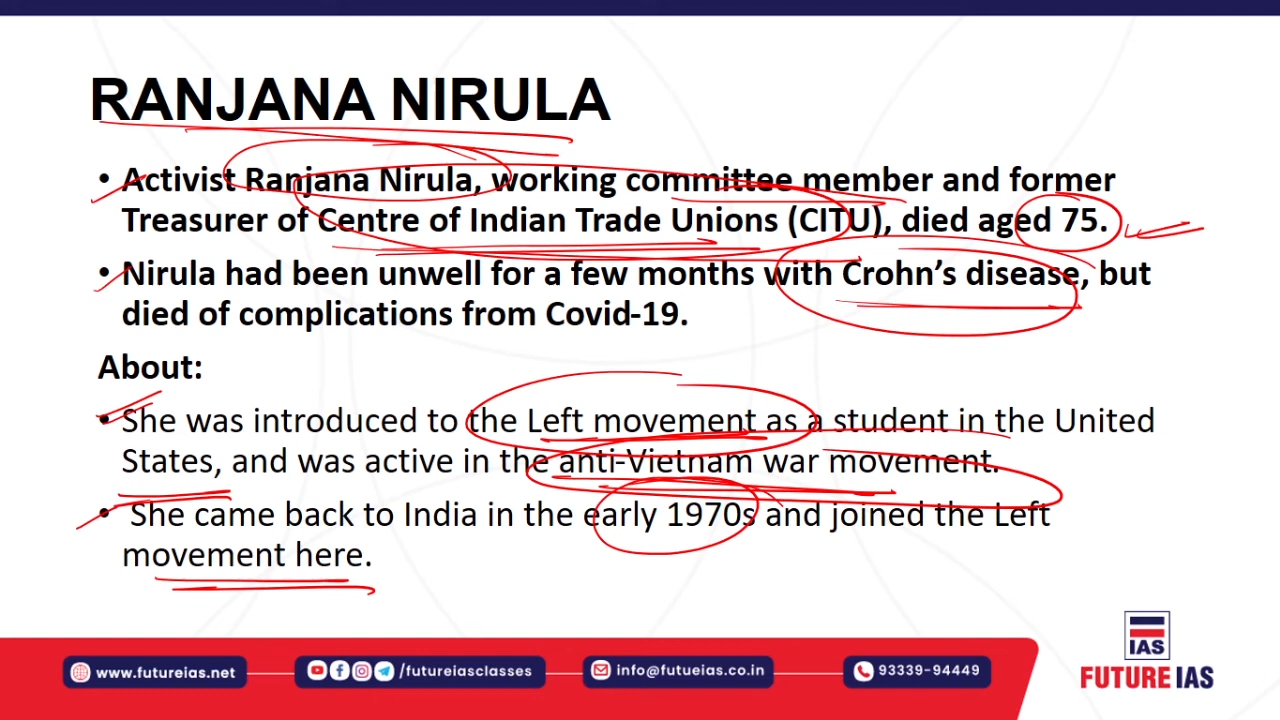 RANJANA NIRULA
• Activist Ranjana Nirula, working committee member and former
Treasurer of Centre of Indian Trade Unions (CITU), died aged 75.
• Nirula had been unwell for a few months with Crohn’s disease, but
died of complications from Covid-19.
About:
• She was introduced to the Left movement as a student in the United
States, and was active in the anti-Vietnam war movement.
• She came back to India in the early 1970s and joined the Left
movement here.
IAS
FUTURE IAS
www.futureias.net
/futureiasclasses
info@futueias.co.in
93339-94449